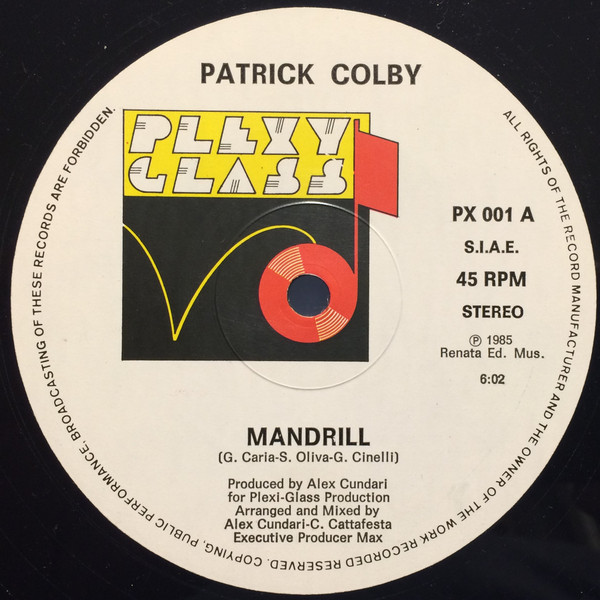 PATRICK COLBY
PLEXY
GLASS
PX 001 A
S.I.A.E.
45 RPM
STEREO
Ⓟ 1985
Renata Ed. Mus.
6:02
MANDRILL
(G. Caria-S. Oliva-G. Cinelli)
Produced by Alex Cundari
for Plexi-Glass Production
Arranged and Mixed by
Alex Cundari-C. Cattafesta
Executive Producer Max
ALL RIGHTS OF THE RECORD MANUFACTURER AND THE OWNER OF THE WORK RECORDED RESERVED. COPYING, PUBLIC PERFORMANCE, BROADCASTING OF THESE RECORDS ARE FORBIDDEN.